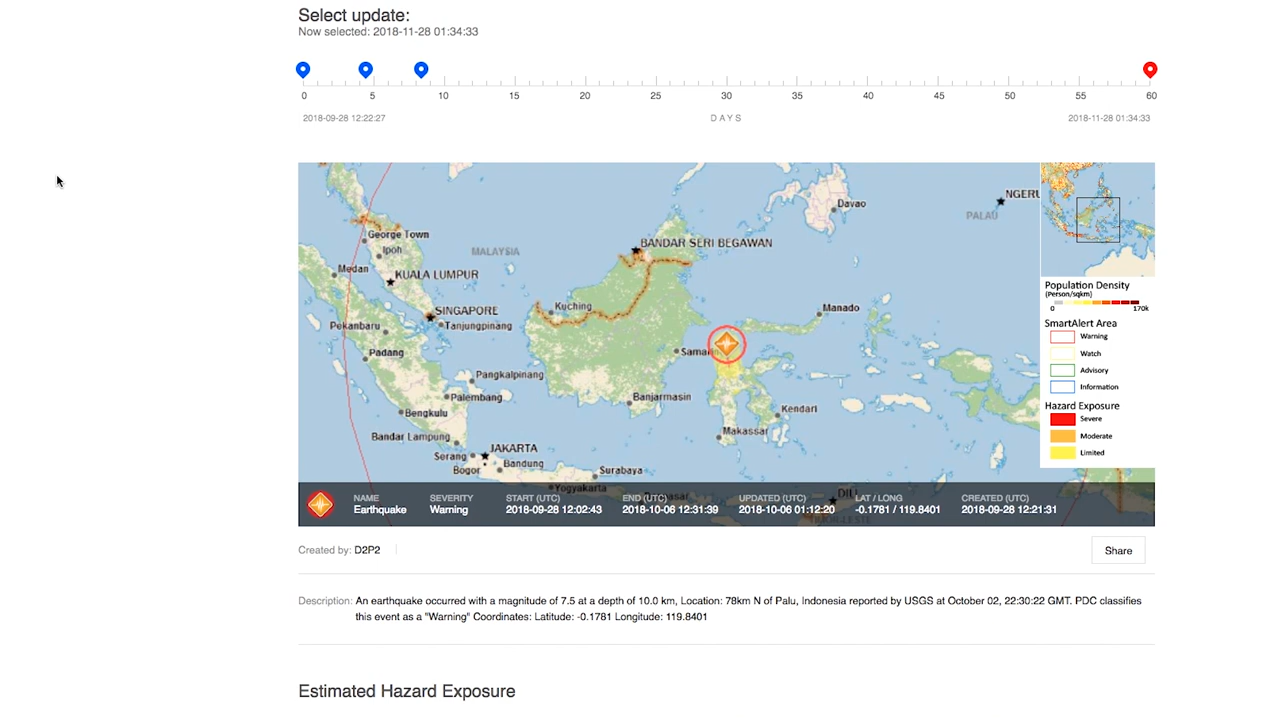 Select update:
Now selected: 2018-11-28 01:34:33
0 5 10 15 20 25 30 35 40 45 50 55 60
2018-09-28 12:22:27 DAYS 2018-11-28 01:34:33
NGERU
Davao
PALAU
George Town
BANDAR SERI BEGAWAN
Ipoh
MALAYSIA
Medan
KUALA LUMPUR
Population Density
(Person/sqkm)
0 170k
SINGAPORE
Kuching
Manado
Tanjungpinang
Pekanbaru
SmartAlert Area
Warning
Padang
Samarin
Watch
Advisory
Pangkalpinang
Information
Palembang
Banjarmasin
Kendari
Hazard Exposure
Bengkulu
Severe
Bandar Lampung
Makassar
Moderate
JAKARTA
Serang
Limited
Bandung
Bogor
Surabaya
Yogyakarta
DILI
TIMOR-LESTE
NAME SEVERITY START (UTC) END (UTC) UPDATED (UTC) LAT / LONG CREATED (UTC)
Earthquake Warning 2018-09-28 12:02:43 2018-10-06 12:31:39 2018-10-06 01:12:20 -0.1781 / 119.8401 2018-09-28 12:21:31
Created by: D2P2
Share
Description: An earthquake occurred with a magnitude of 7.5 at a depth of 10.0 km, Location: 78km N of Palu, Indonesia reported by USGS at October 02, 22:30:22 GMT. PDC classifies
this event as a "Warning" Coordinates: Latitude: -0.1781 Longitude: 119.8401
Estimated Hazard Exposure